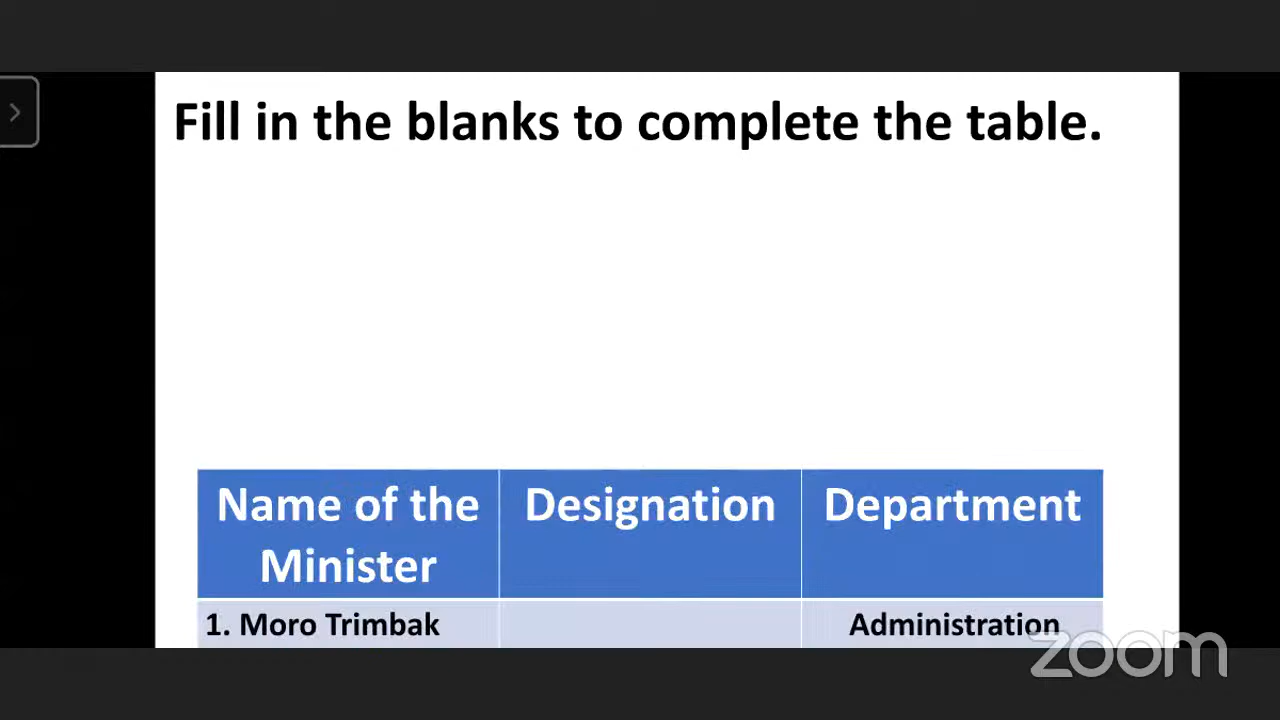 Fill in the blanks to complete the table.
Name of the Minister Designation Department
1. Moro Trimbak Administration
zoom